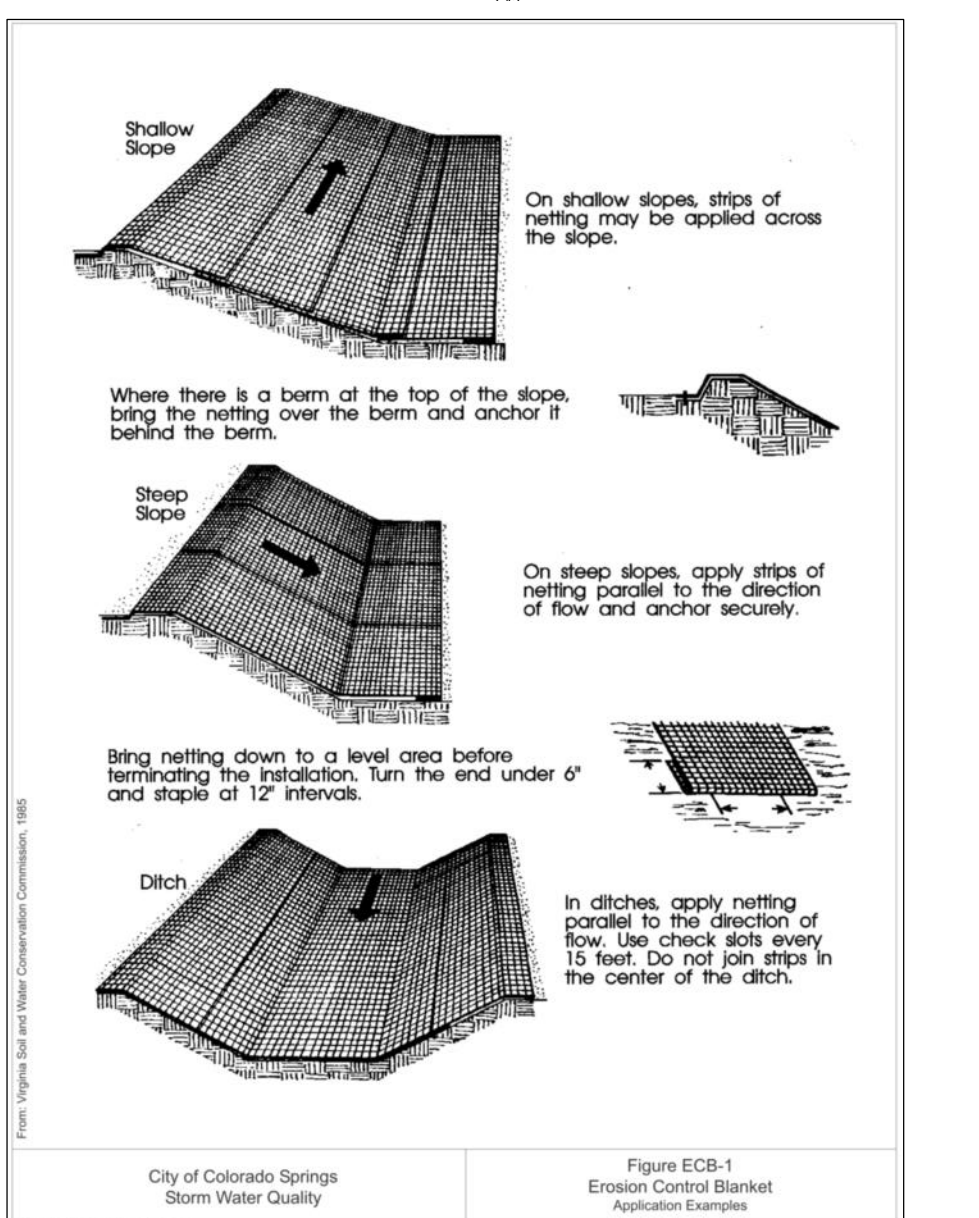 Shallow
Slope
On shallow slopes, strips of
netting may be applied across
the slope.
Where there is a berm at the top of the slope,
bring the netting over the berm and anchor it
behind the berm.
Steep
Slope
On steep slopes, apply strips of
netting parallel to the direction
of flow and anchor securely.
Bring netting down to a level area before
terminating the installation. Turn the end under 6"
and staple at 12" intervals.
Ditch
In ditches, apply netting
parallel to the direction of
flow. Use check slots every
15 feet. Do not join strips in
the center of the ditch.
From: Virginia Soil and Water Conservation Commission, 1985
City of Colorado Springs
Storm Water Quality
Figure ECB-1
Erosion Control Blanket
Application Examples